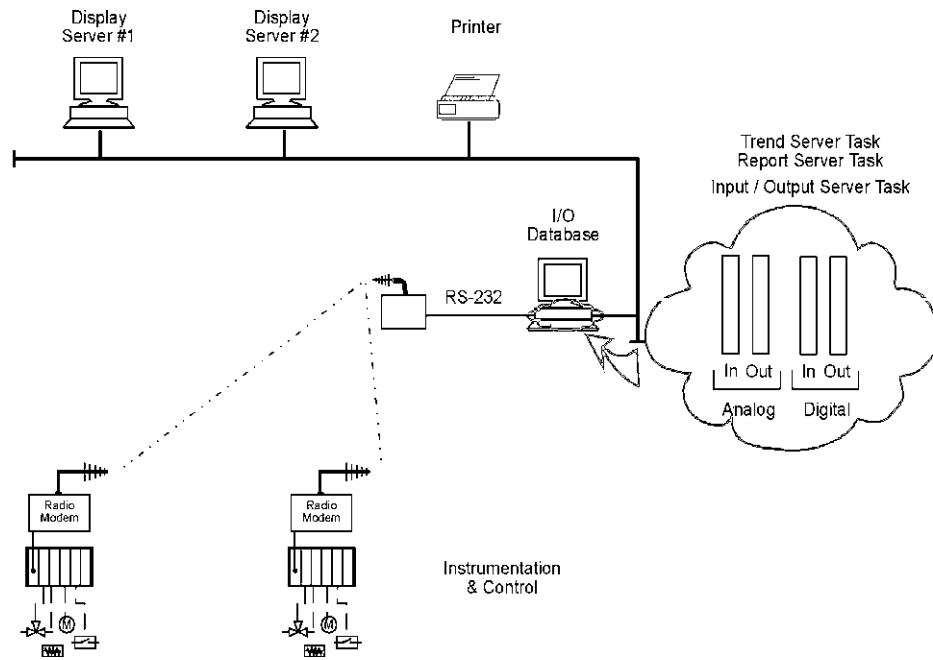 Display
Server #1
Display
Server #2
Printer
Trend Server Task
Report Server Task
Input / Output Server Task
I/O
Database
RS-232
In Out
In Out
Analog
Digital
Radio
Modem
Radio
Modem
Instrumentation
& Control
M
M